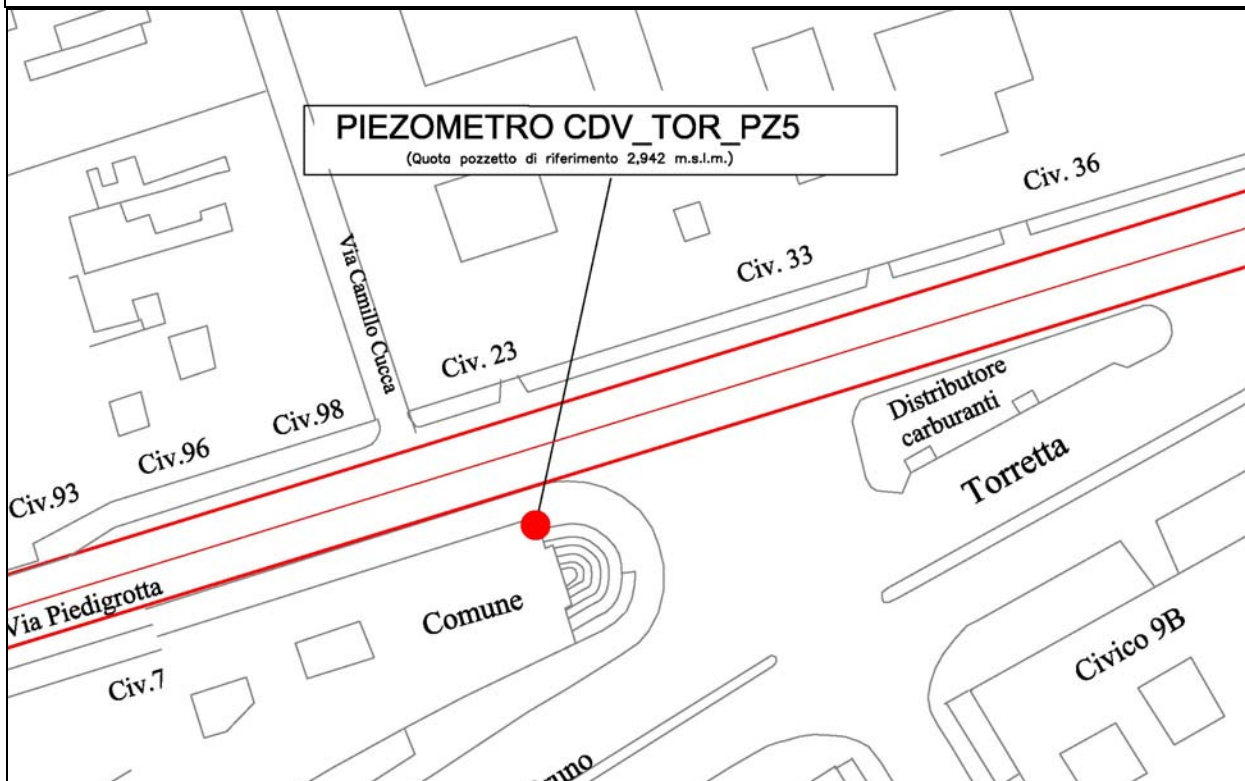 PIEZOMETRO CDV_TOR_PZ5
(Quota pozzetto di riferimento 2,942 m.s.l.m.)
Civ. 36
Via Camillo Cucca
Civ. 33
Civ. 23
Distributore
carburanti
Civ.98
Civ.96
Civ.93
Torretta
Via Piedigrotta
Comune
Civico 9B
Civ.7